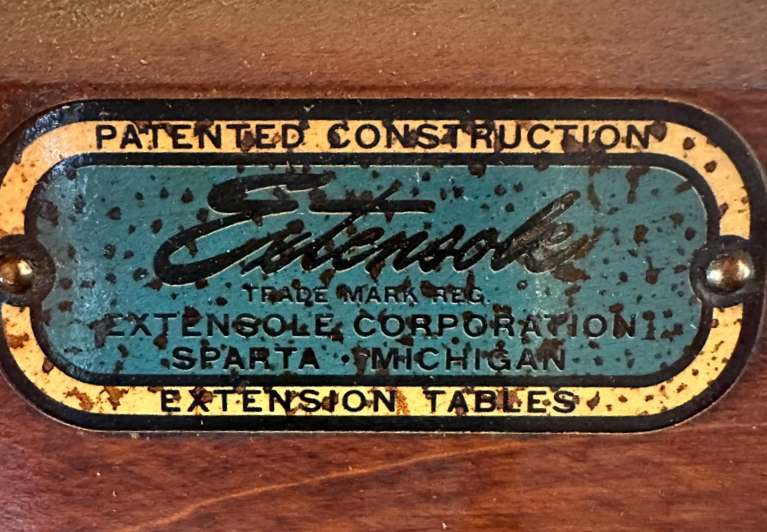 PATENTED CONSTRUCTION
Extensole
TRADE MARK REG.
EXTENSOLE CORPORATION
SPARTA · MICHIGAN
EXTENSION TABLES